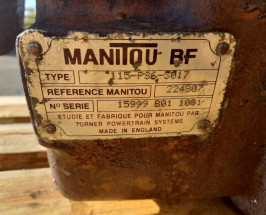 MANITOU BF
TYPE 115-PS6-3017
REFERENCE MANITOU 224807
N° SERIE 15999 B01 1001
ETUDIE ET FABRIQUE POUR MANITOU PAR
TURNER POWERTRAIN SYSTEMS
MADE IN ENGLAND